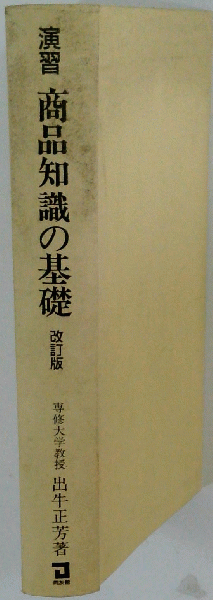 演習
商品知識の基礎
改訂版
専修大学教授
出牛正芳著